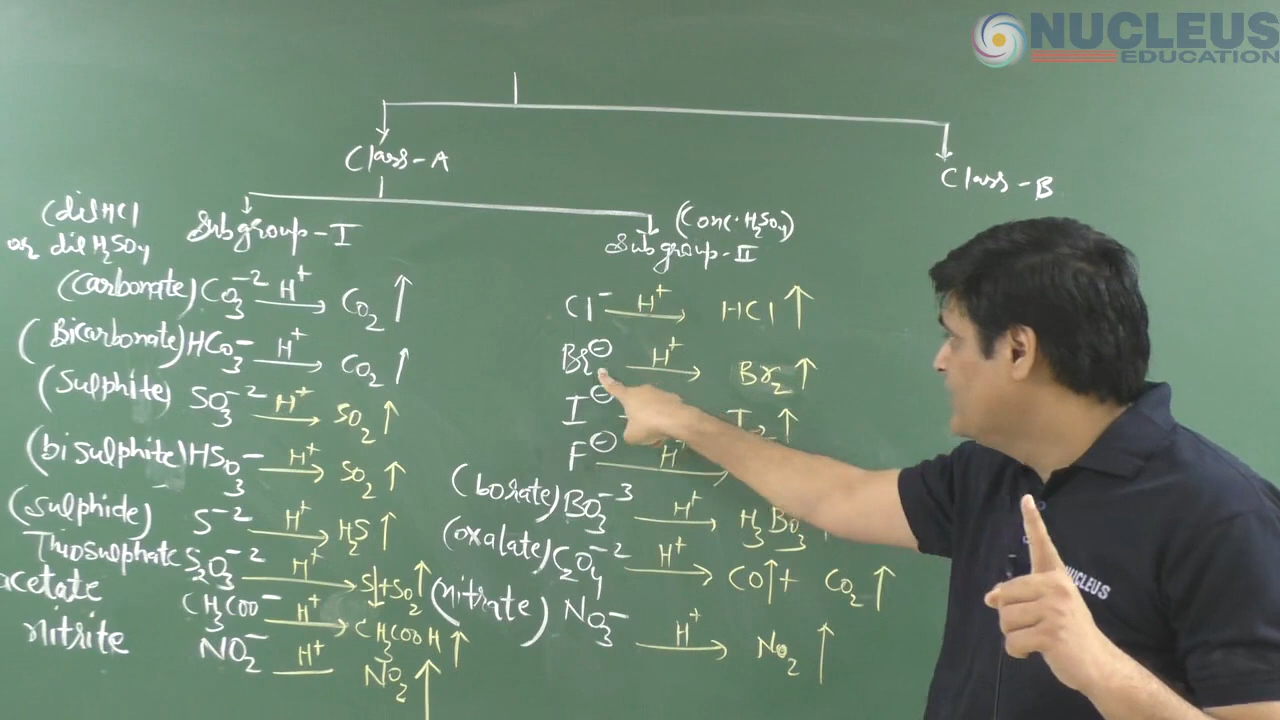 NUCLEUS
EDUCATION
Class-A
Class-B
(dil HCl
or dil H2SO4
Subgroup-I
(Conc. H2SO4)
Subgroup-II
(Carbonate) CO3^-2 H+ → CO2 ↑
(Bicarbonate) HCO3^- H+ → CO2 ↑
(Sulphite) SO3^-2 H+ → SO2 ↑
(bisulphite) HSO3^- H+ → SO2 ↑
(Sulphide) S^-2 H+ → H2S ↑
Thiosulphate S2O3^-2 H+ → S↓+SO2 ↑
acetate CH3COO^- H+ → CH3COOH ↑
nitrite NO2^- H+ NO2 ↑
Cl^- H+ → HCl ↑
Br^⊖ H+ → Br2 ↑
I^⊖ I2 ↑
F^⊖ H →
(borate) BO3^-3 H+ → H3BO3
(oxalate) C2O4^-2 H+ → CO↑+ CO2 ↑
(nitrate) NO3^- H+ → NO2 ↑
NUCLEUS